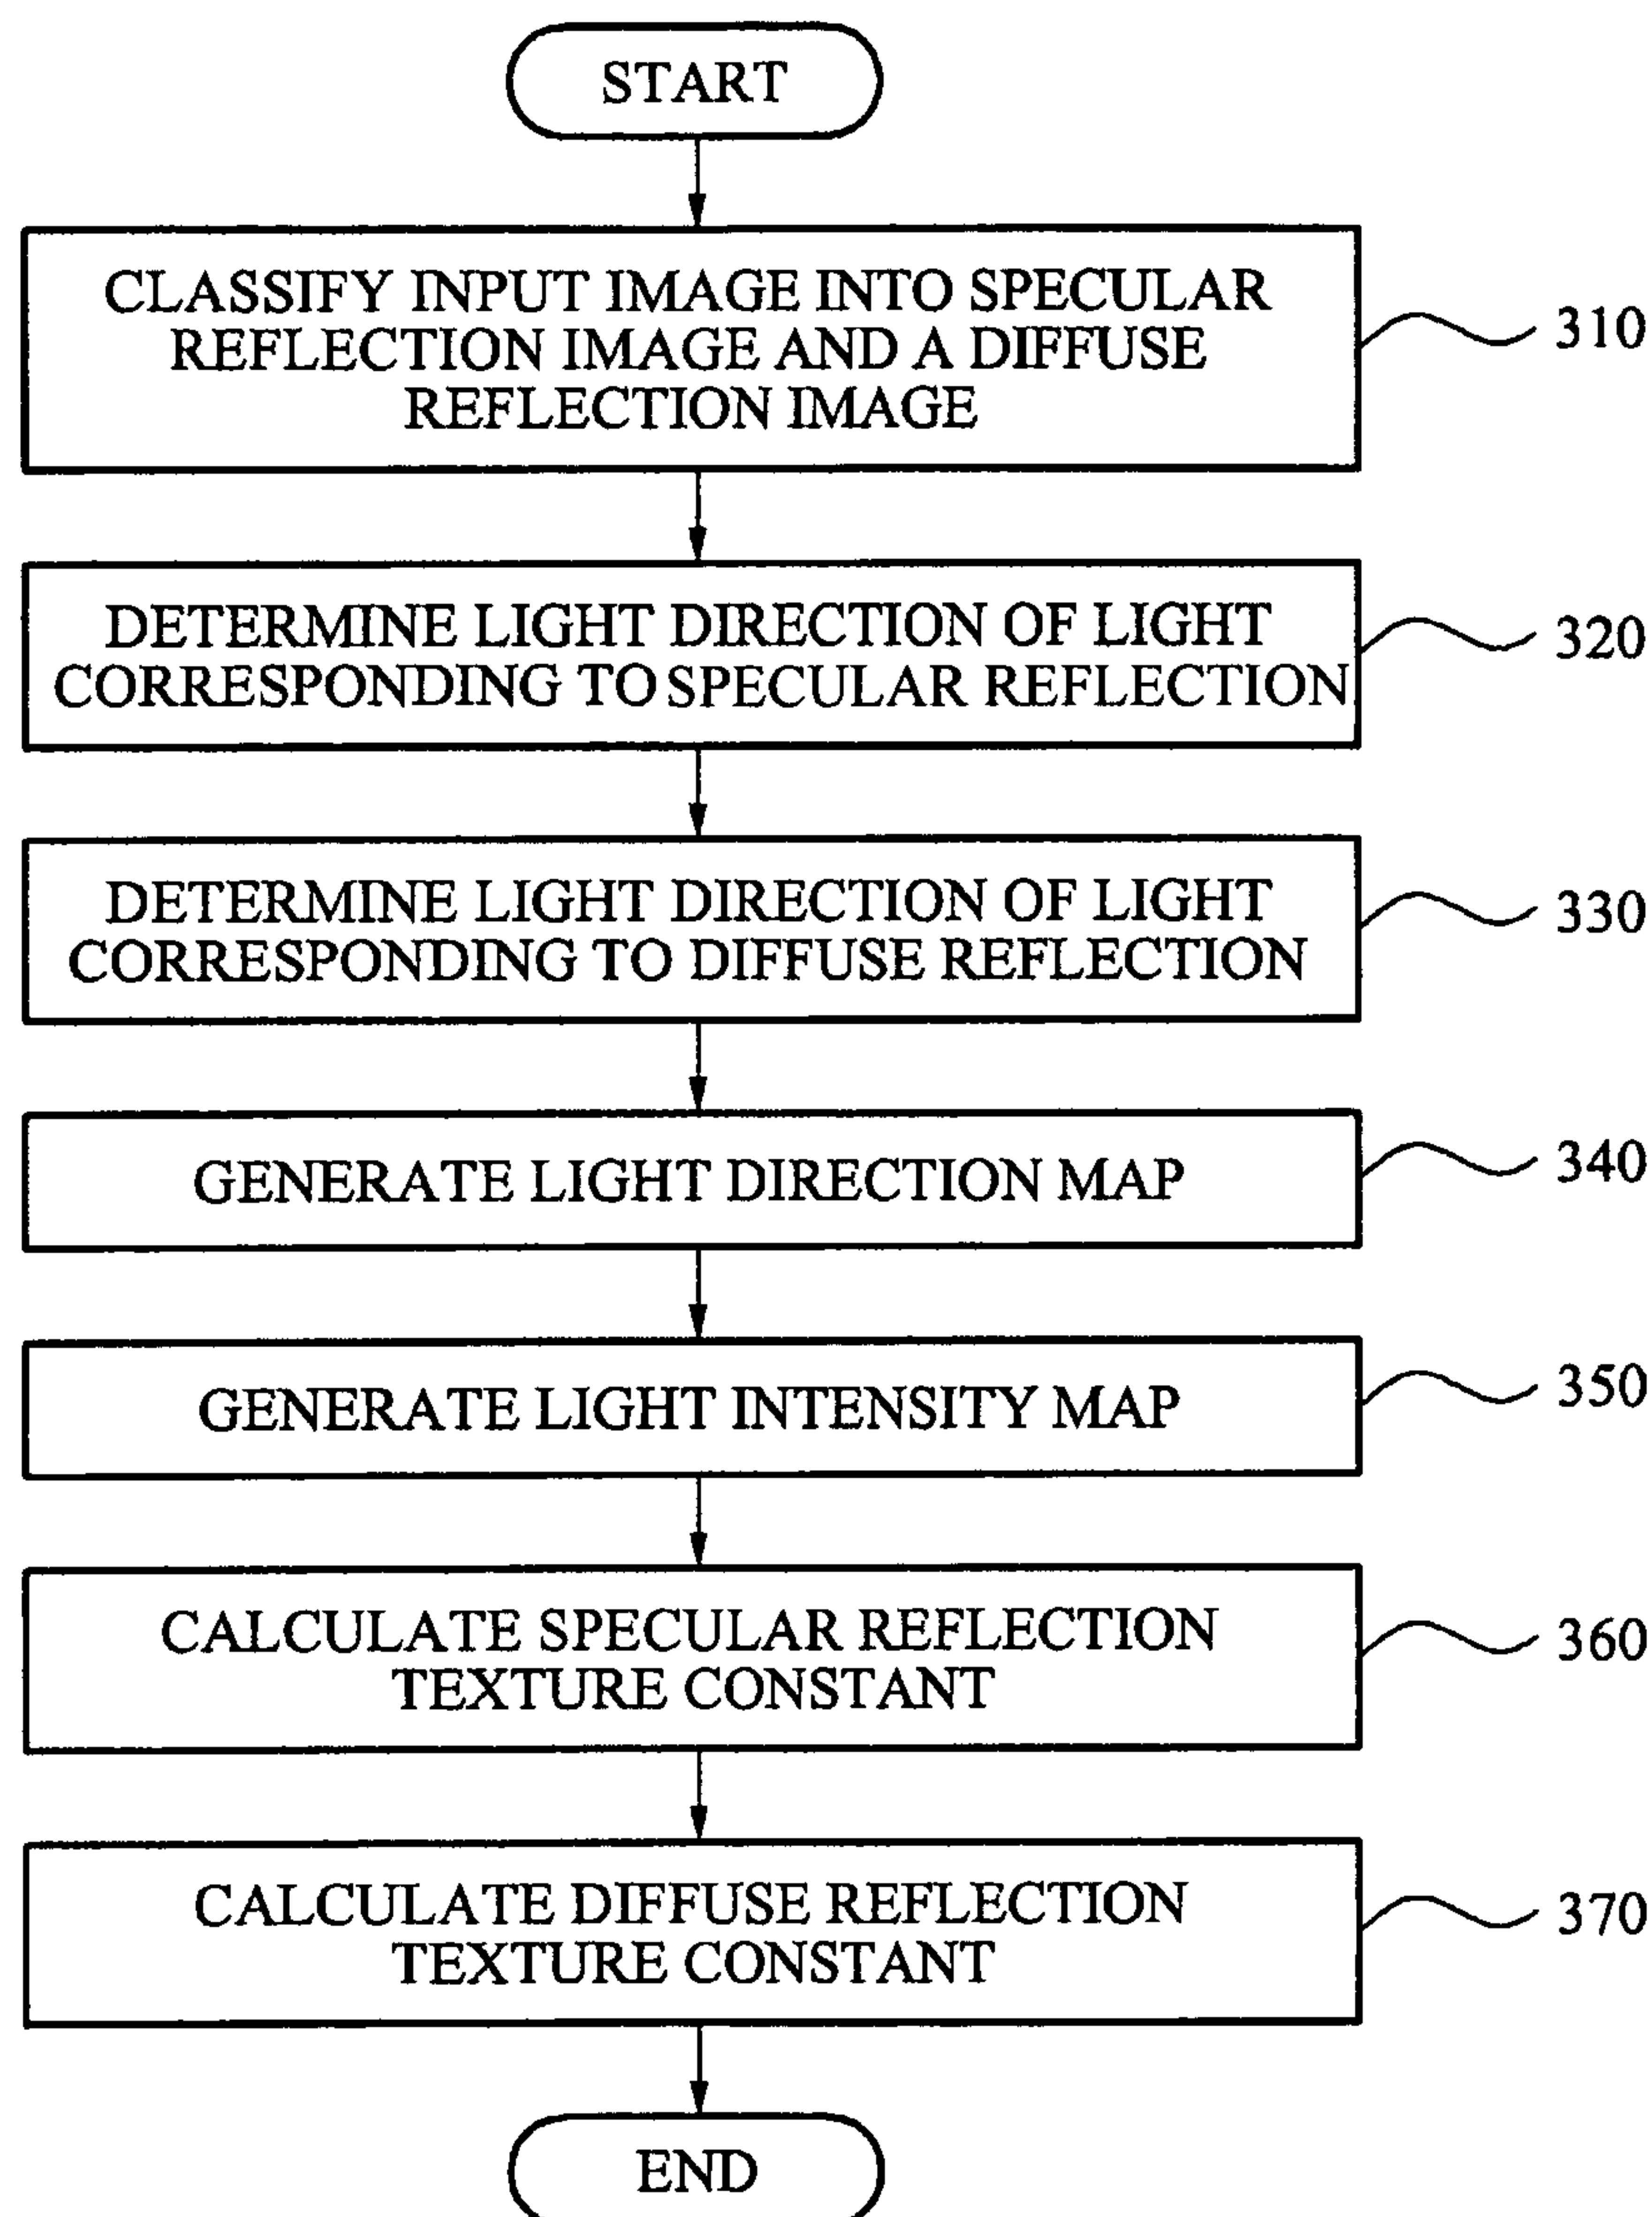 START
CLASSIFY INPUT IMAGE INTO SPECULAR
REFLECTION IMAGE AND A DIFFUSE
REFLECTION IMAGE
310
DETERMINE LIGHT DIRECTION OF LIGHT
CORRESPONDING TO SPECULAR REFLECTION
320
DETERMINE LIGHT DIRECTION OF LIGHT
CORRESPONDING TO DIFFUSE REFLECTION
330
GENERATE LIGHT DIRECTION MAP
340
GENERATE LIGHT INTENSITY MAP
350
CALCULATE SPECULAR REFLECTION
TEXTURE CONSTANT
360
CALCULATE DIFFUSE REFLECTION
TEXTURE CONSTANT
370
END